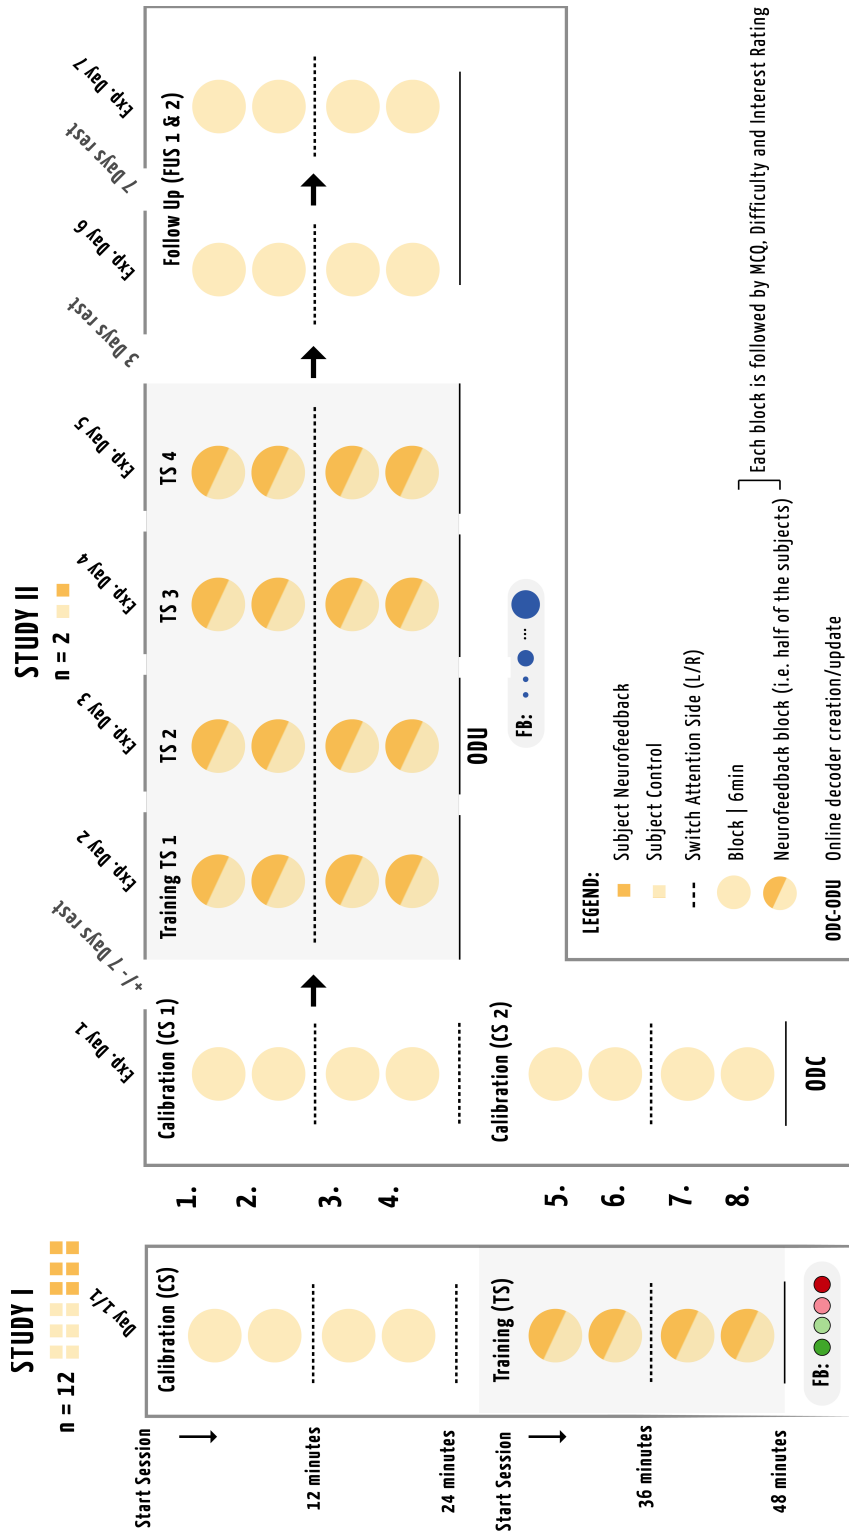 STUDY I
n = 12
Day 1/1
Start Session
12 minutes
24 minutes
Start Session
36 minutes
48 minutes
Calibration (CS)
Training (TS)
FB:
1.
2.
3.
4.
5.
6.
7.
8.
STUDY II
n = 2
Exp. Day 1
+/- 7 Days rest
Exp. Day 2
Exp. Day 3
Exp. Day 4
Exp. Day 5
3 Days rest
Exp. Day 6
7 Days rest
Exp. Day 7
Calibration (CS 1)
Training TS 1
TS 2
TS 3
TS 4
Follow Up (FUS 1 & 2)
Calibration (CS 2)
ODC
ODU
FB: ...
LEGEND:
Subject Neurofeedback
Subject Control
Switch Attention Side (L/R)
Block | 6min
Neurofeedback block (i.e. half of the subjects)
Each block is followed by MCQ, Difficulty and Interest Rating
ODC-ODU Online decoder creation/update